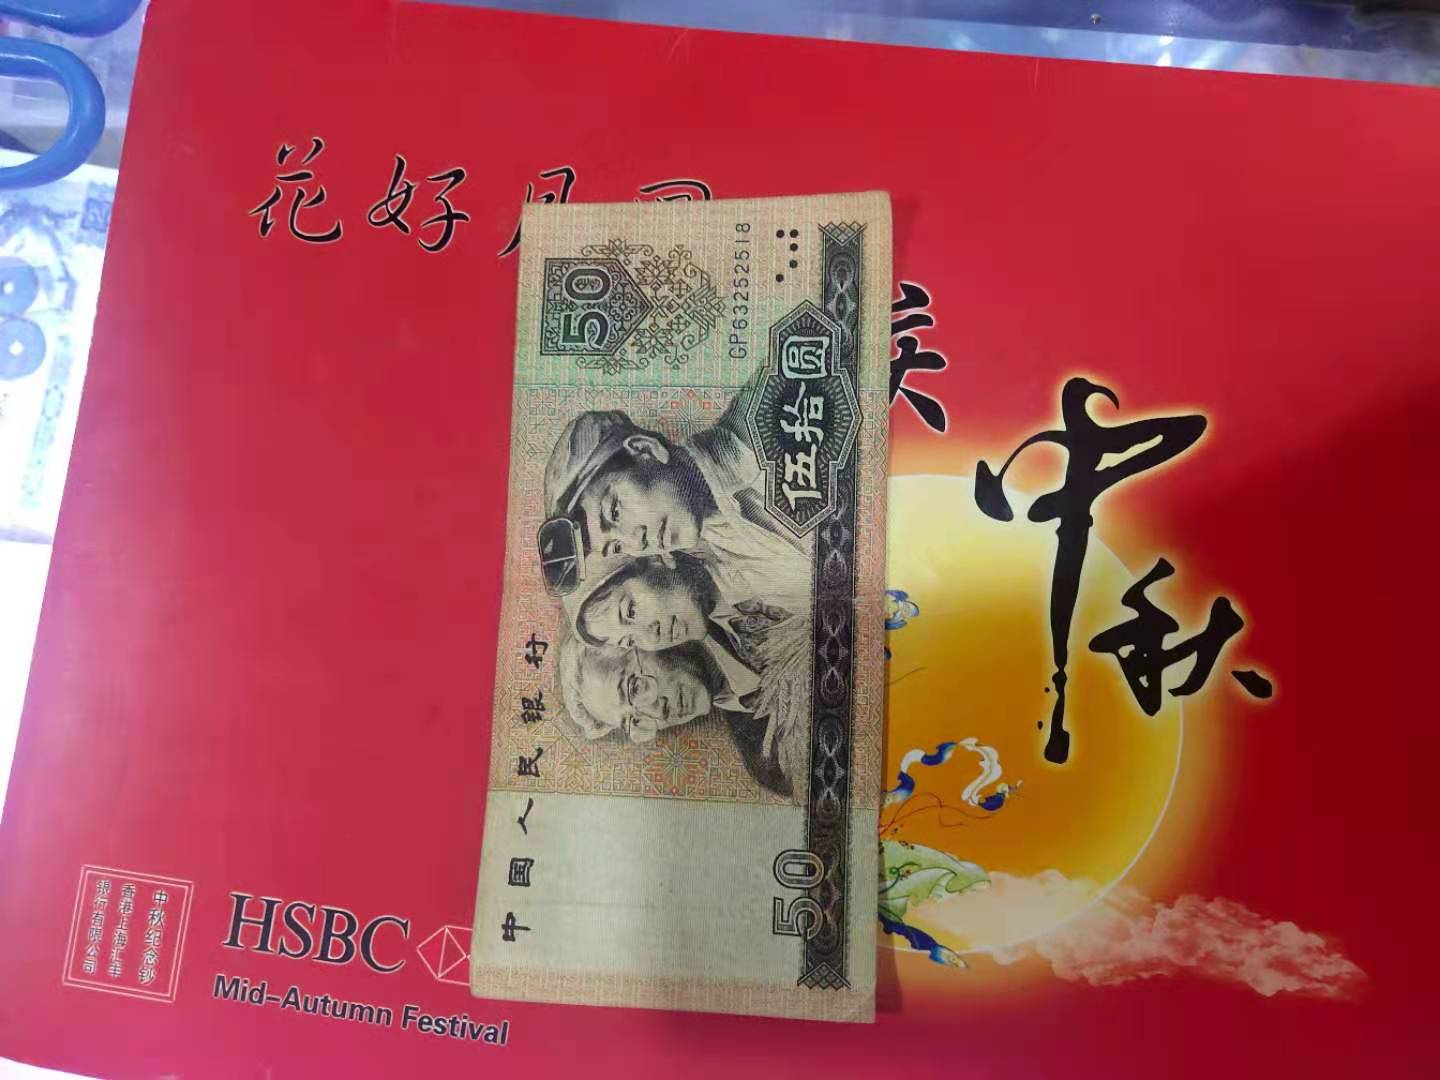 花好月圆
庆
中秋
50
GP63252518
伍拾圆
中国人民银行
50
中秋纪念钞
香港上海汇丰
银行有限公司
HSBC
Mid-Autumn Festival